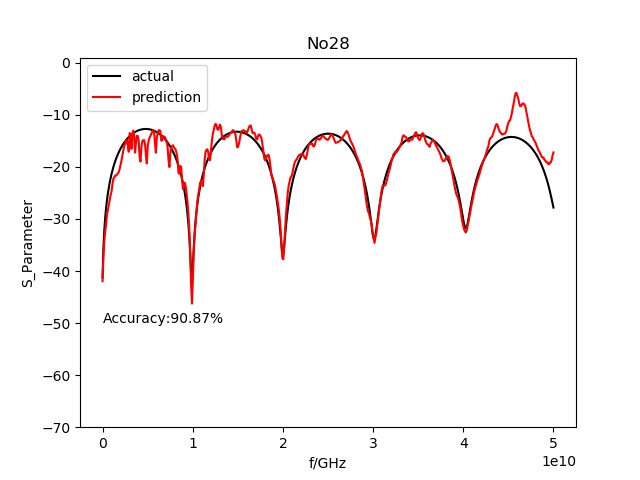 No28
actual
prediction
S_Parameter
0
−10
−20
−30
−40
−50
−60
−70
Accuracy:90.87%
0 1 2 3 4 5
1e10
f/GHz